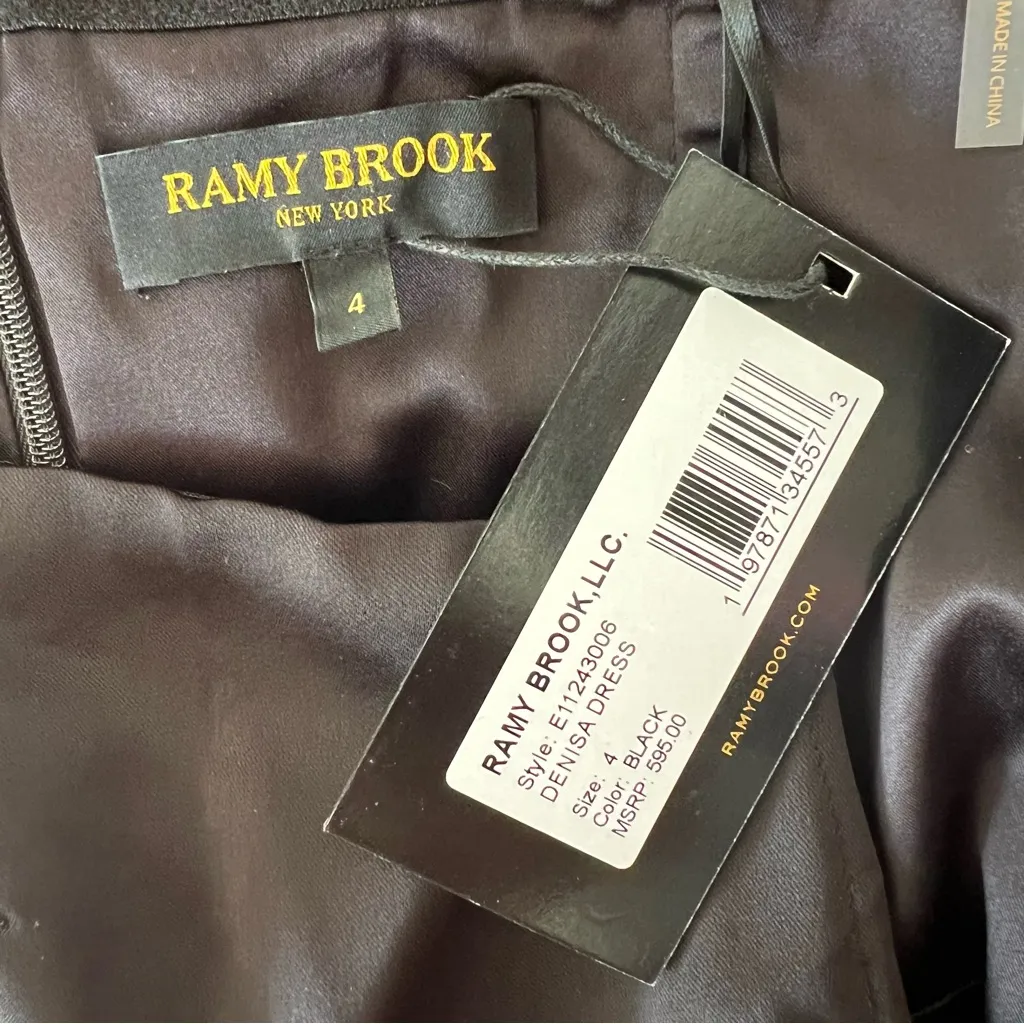 RAMY BROOK
NEW YORK
4
MADE IN CHINA
1 97871 34557 3
RAMY BROOK,LLC.
Style: E11243006
DENISA DRESS
Size: 4
Color: BLACK
MSRP: 595.00
RAMYBROOK.COM